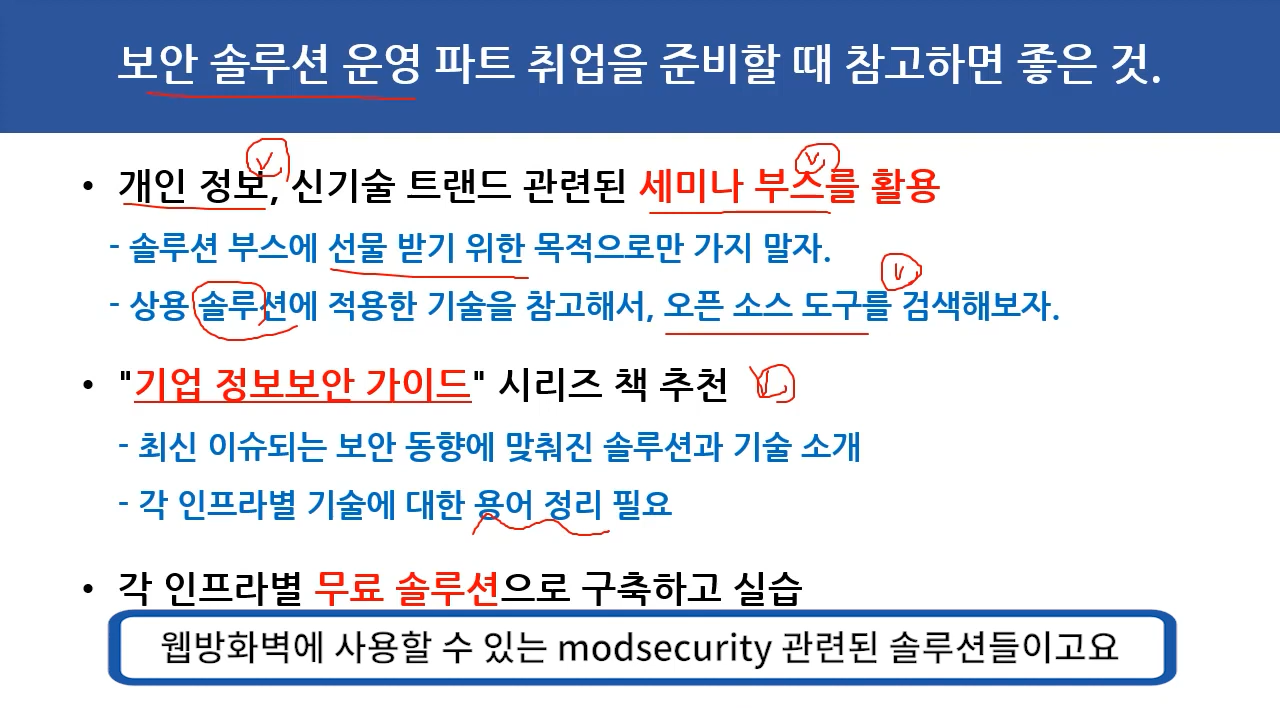 보안 솔루션 운영 파트 취업을 준비할 때 참고하면 좋은 것.
• 개인 정보, 신기술 트랜드 관련된 세미나 부스를 활용
- 솔루션 부스에 선물 받기 위한 목적으로만 가지 말자.
- 상용 솔루션에 적용한 기술을 참고해서, 오픈 소스 도구를 검색해보자.
• "기업 정보보안 가이드" 시리즈 책 추천
- 최신 이슈되는 보안 동향에 맞춰진 솔루션과 기술 소개
- 각 인프라별 기술에 대한 용어 정리 필요
• 각 인프라별 무료 솔루션으로 구축하고 실습
웹방화벽에 사용할 수 있는 modsecurity 관련된 솔루션들이고요